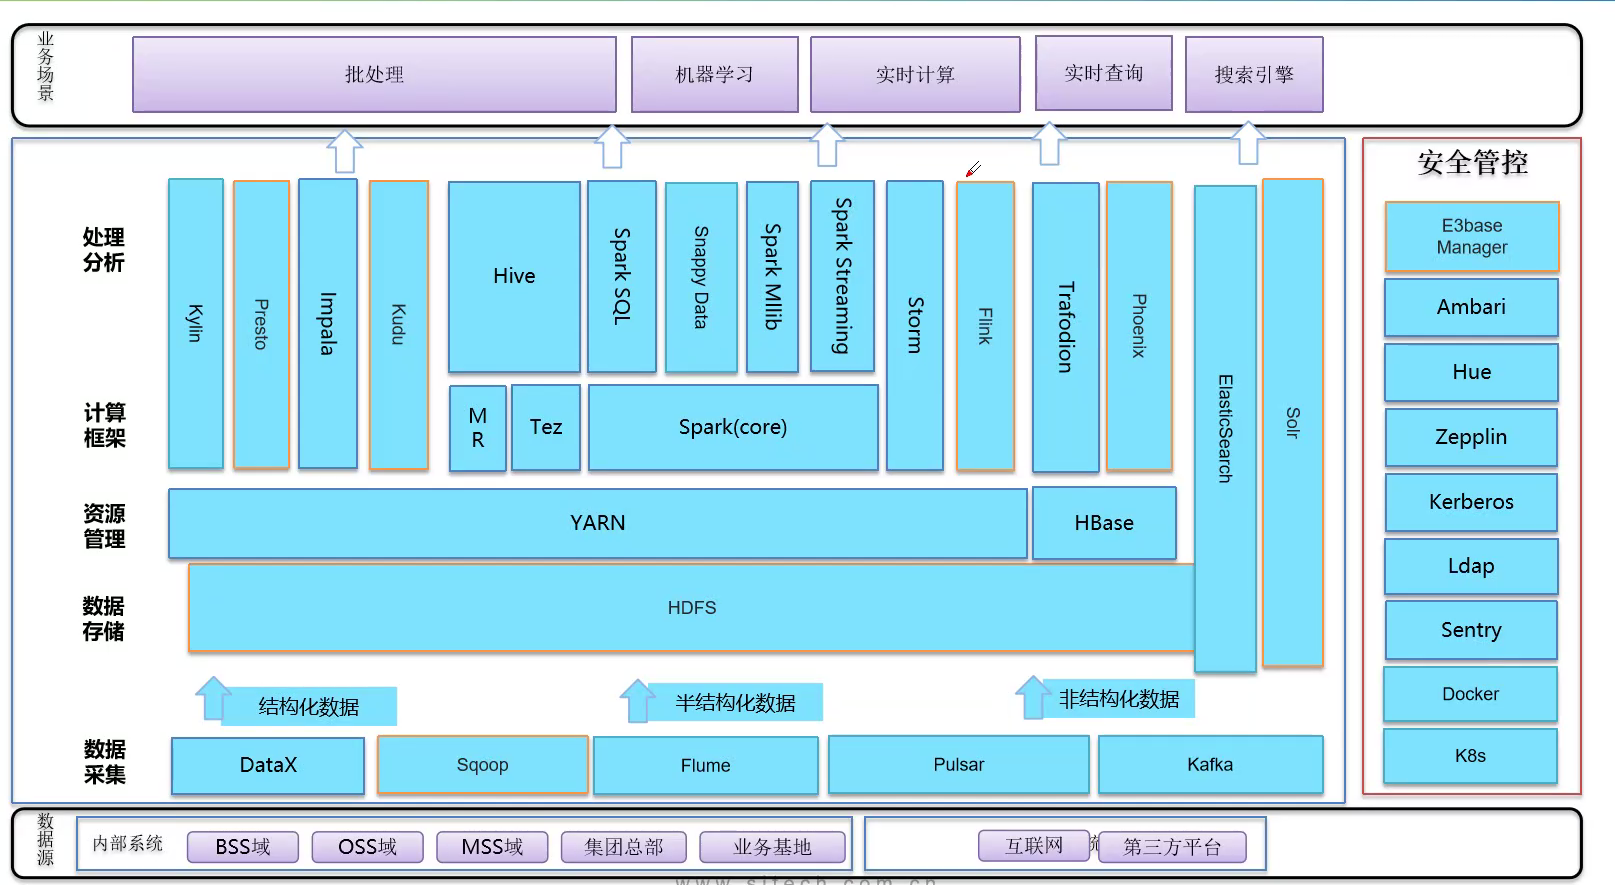 业务场景
批处理
机器学习
实时计算
实时查询
搜索引擎
安全管控
处理
分析
Kylin
Presto
Impala
Kudu
Hive
Spark SQL
Snappy Data
Spark Mllib
Spark Streaming
Storm
Flink
Trafodion
Phoenix
ElasticSearch
Solr
计算
框架
M
R
Tez
Spark(core)
资源
管理
YARN
HBase
数据
存储
HDFS
结构化数据
半结构化数据
非结构化数据
数据
采集
DataX
Sqoop
Flume
Pulsar
Kafka
E3base
Manager
Ambari
Hue
Zepplin
Kerberos
Ldap
Sentry
Docker
K8s
数据源
内部系统
BSS域
OSS域
MSS域
集团总部
业务基地
互联网
第三方平台